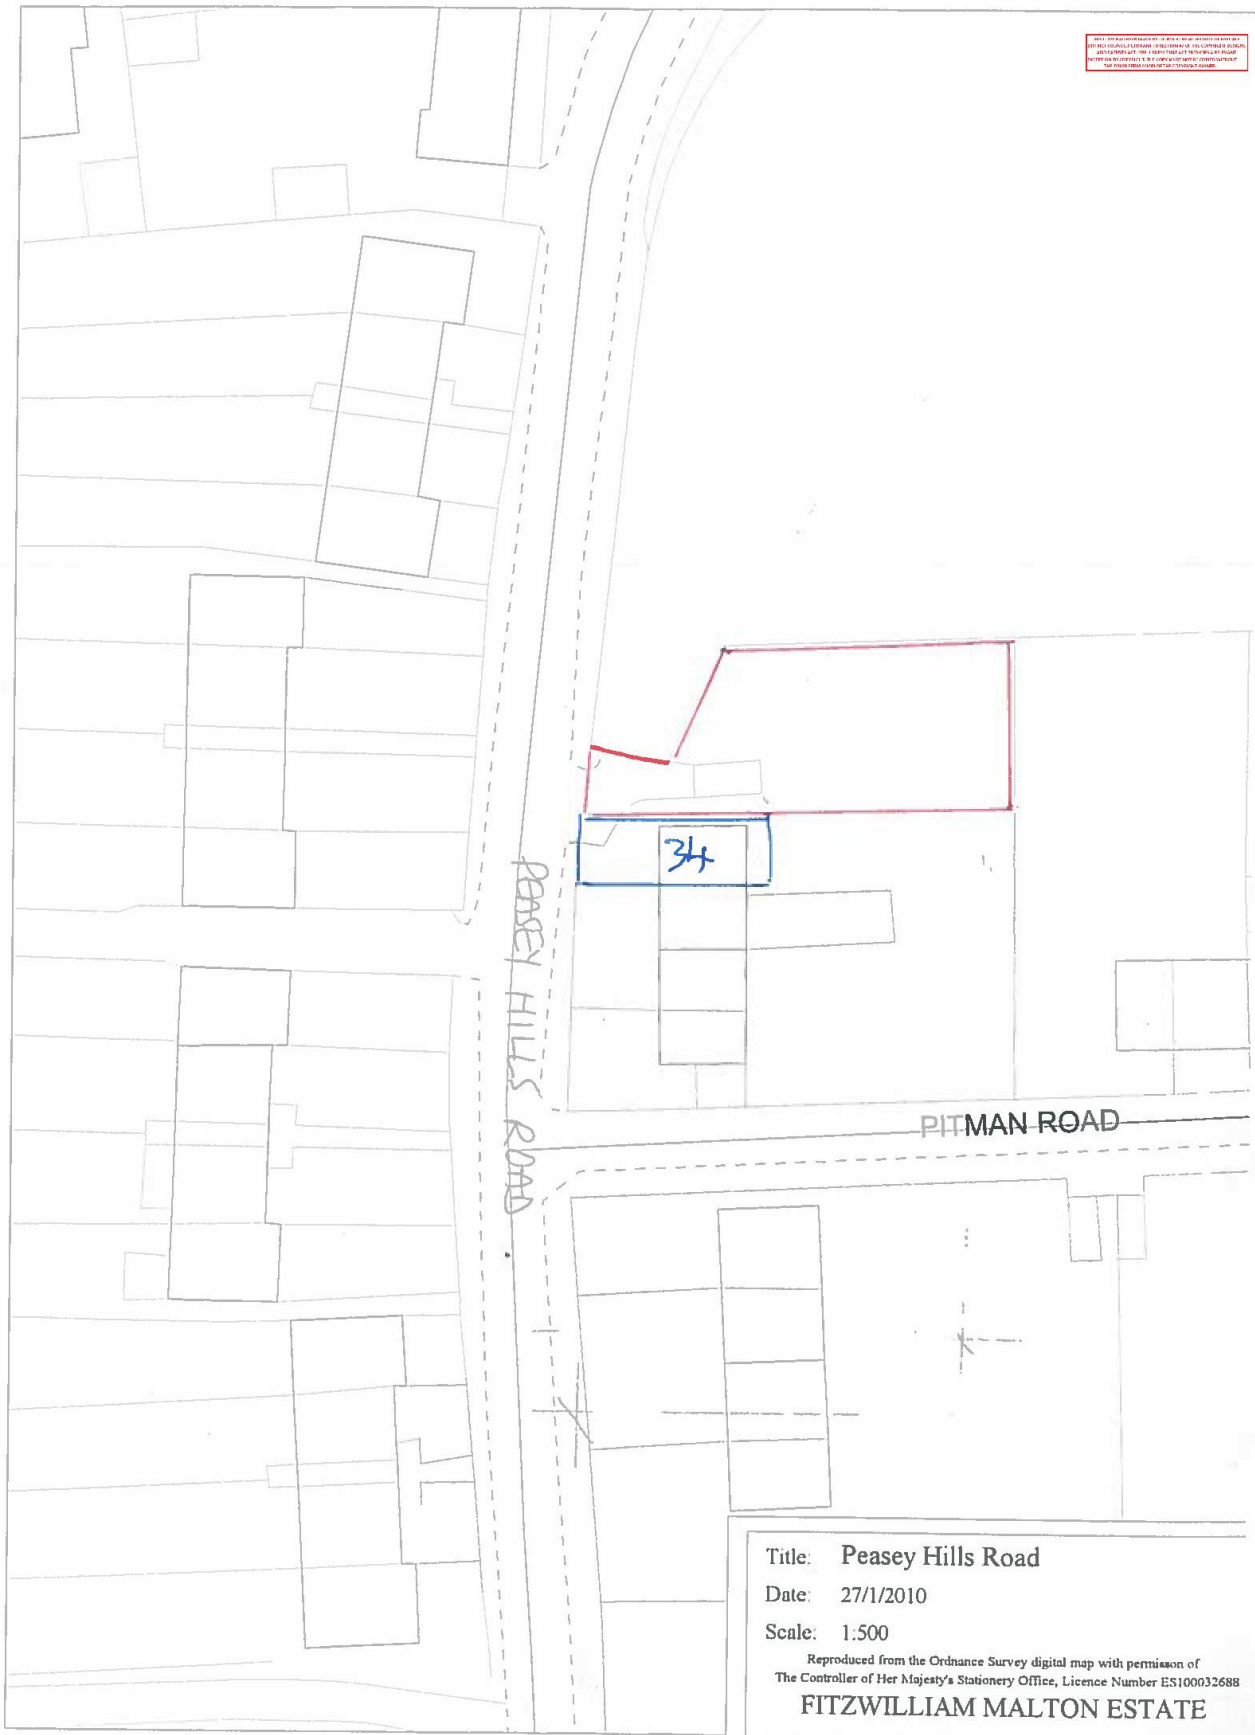 34
PEASEY HILLS ROAD
PITMAN ROAD
Title: Peasey Hills Road
Date: 27/1/2010
Scale: 1:500
Reproduced from the Ordnance Survey digital map with permisson of
The Controller of Her Majesty's Stationery Office, Licence Number ES100032688
FITZWILLIAM MALTON ESTATE